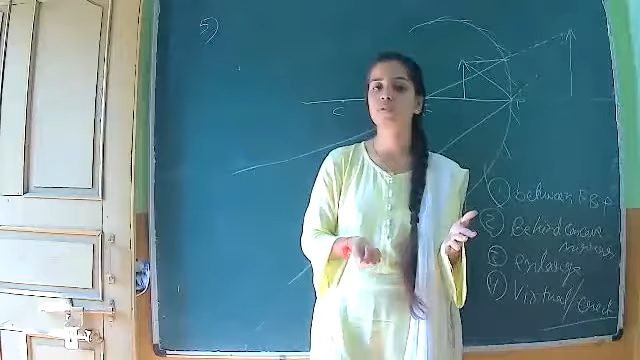 5)
C
P
① between F & P
② Behind concave
mirror
③ enlarge
④ Virtual/erect